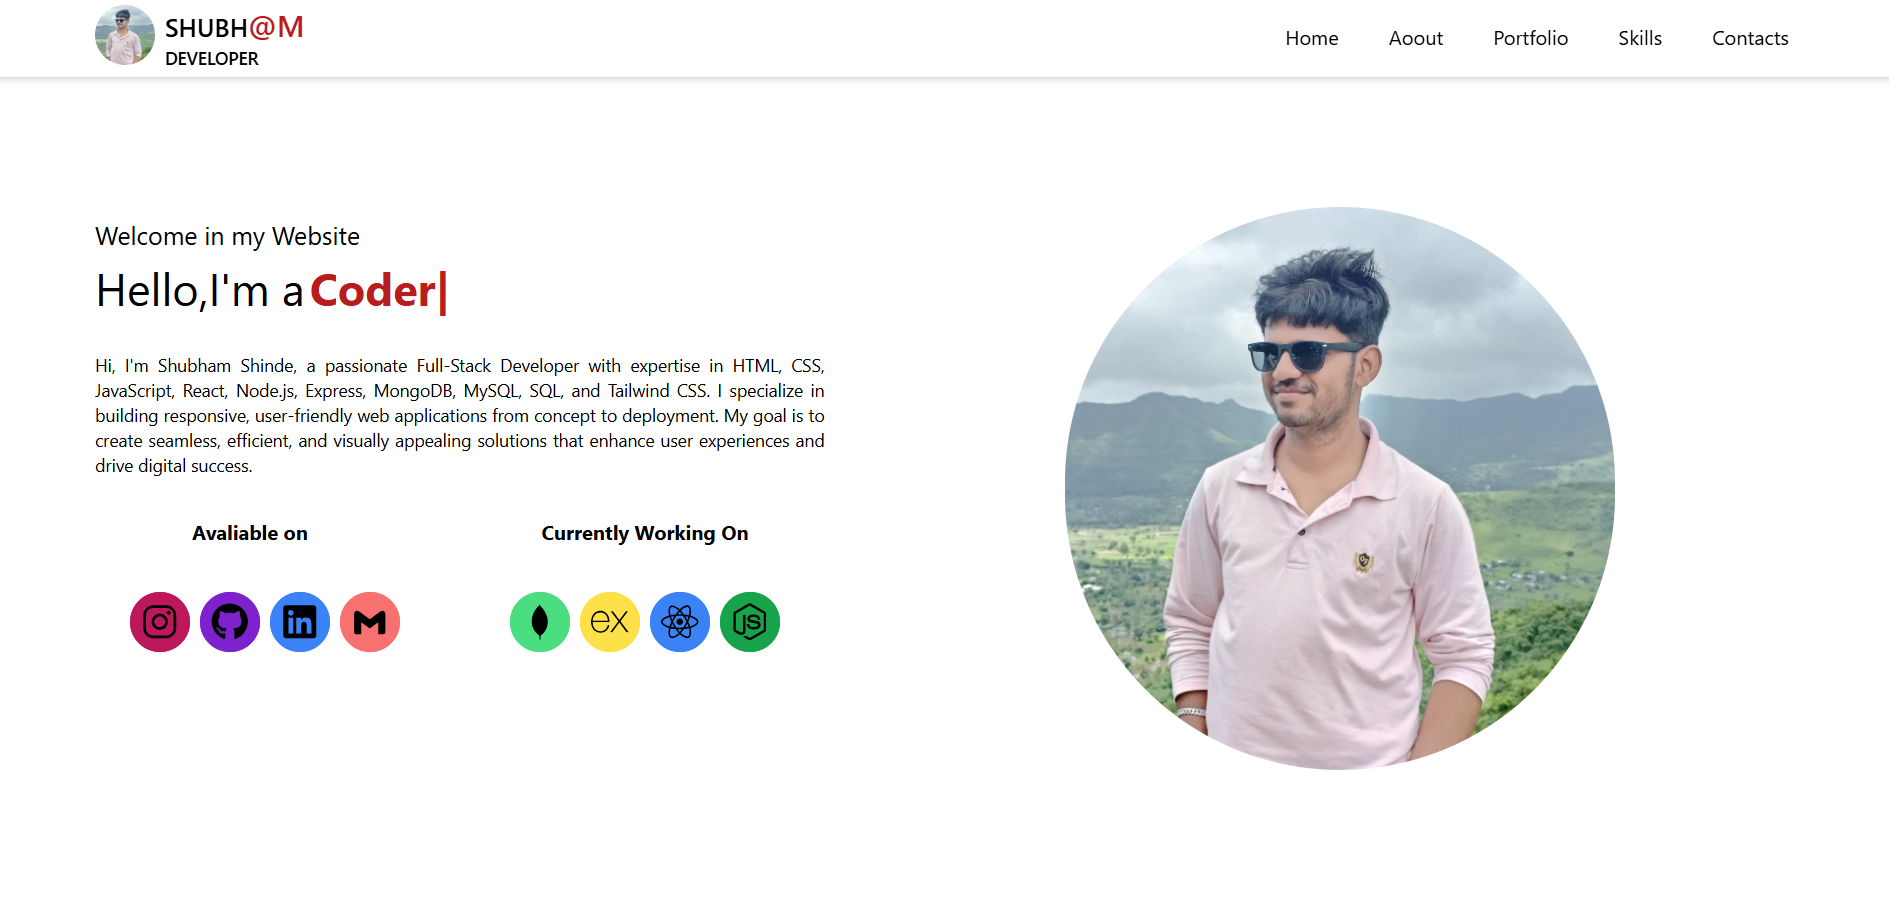 SHUBH@M
DEVELOPER
Home Aoout Portfolio Skills Contacts
Welcome in my Website
Hello,I'm a Coder|
Hi, I'm Shubham Shinde, a passionate Full-Stack Developer with expertise in HTML, CSS,
JavaScript, React, Node.js, Express, MongoDB, MySQL, SQL, and Tailwind CSS. I specialize in
building responsive, user-friendly web applications from concept to deployment. My goal is to
create seamless, efficient, and visually appealing solutions that enhance user experiences and
drive digital success.
Avaliable on
Currently Working On
in
M
ex
JS